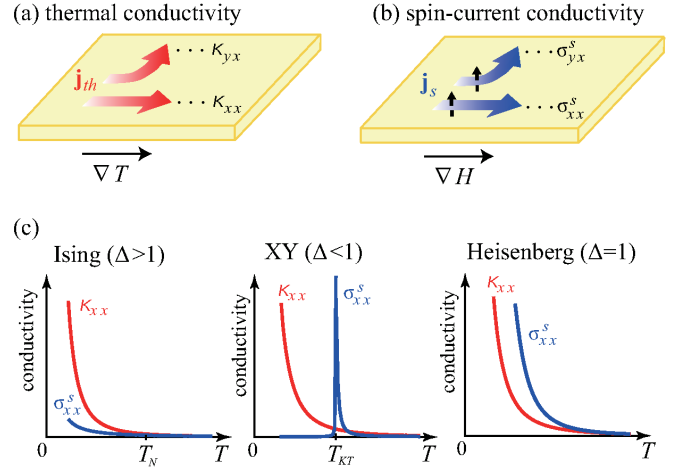 (a) thermal conductivity
j_th
··· κ_yx
··· κ_xx
∇T
(b) spin-current conductivity
j_s
··· σ^s_yx
··· σ^s_xx
∇H
(c)
Ising (Δ>1)
conductivity
κ_xx
σ^s_xx
0
T_N
T
XY (Δ<1)
conductivity
κ_xx
σ^s_xx
0
T_KT
T
Heisenberg (Δ=1)
conductivity
κ_xx
σ^s_xx
0
T